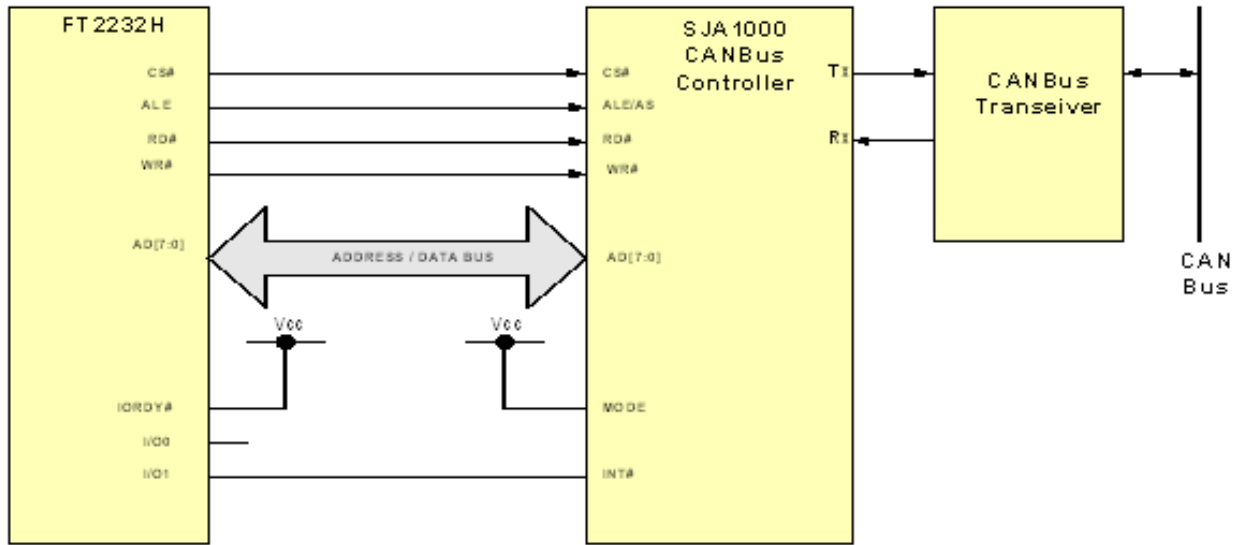 FT2232H
CS#
ALE
RD#
WR#
AD[7:0]
IORDY#
I/O0
I/O1
ADDRESS / DATA BUS
Vcc
Vcc
SJA1000
CANBus
Controller
CS#
ALE/AS
RD#
WR#
AD[7:0]
MODE
INT#
Tx
Rx
CANBus
Transeiver
CAN
Bus